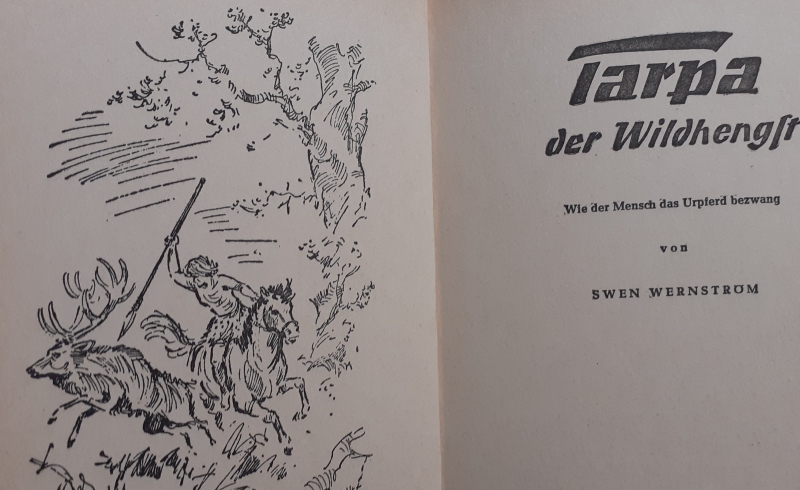 Tarpa
der Wildhengst
Wie der Mensch das Urpferd bezwang
von
SWEN WERNSTRÖM